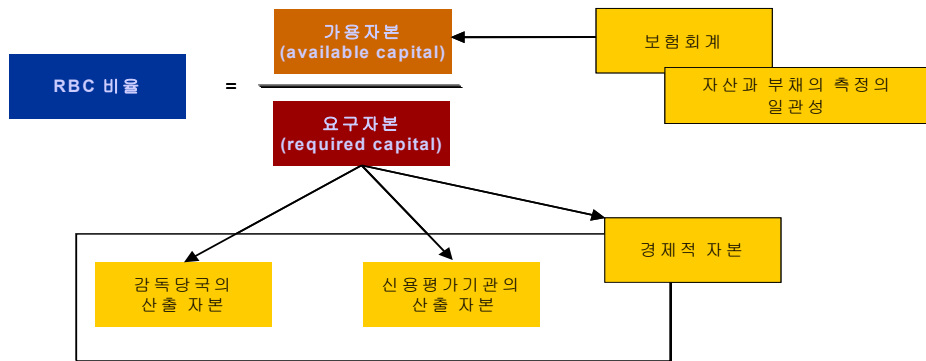 가용자본
(available capital)
보험회계
자산과 부채의 측정의
일관성
RBC 비율
=
요구자본
(required capital)
경제적 자본
감독당국의
산출 자본
신용평가기관의
산출 자본